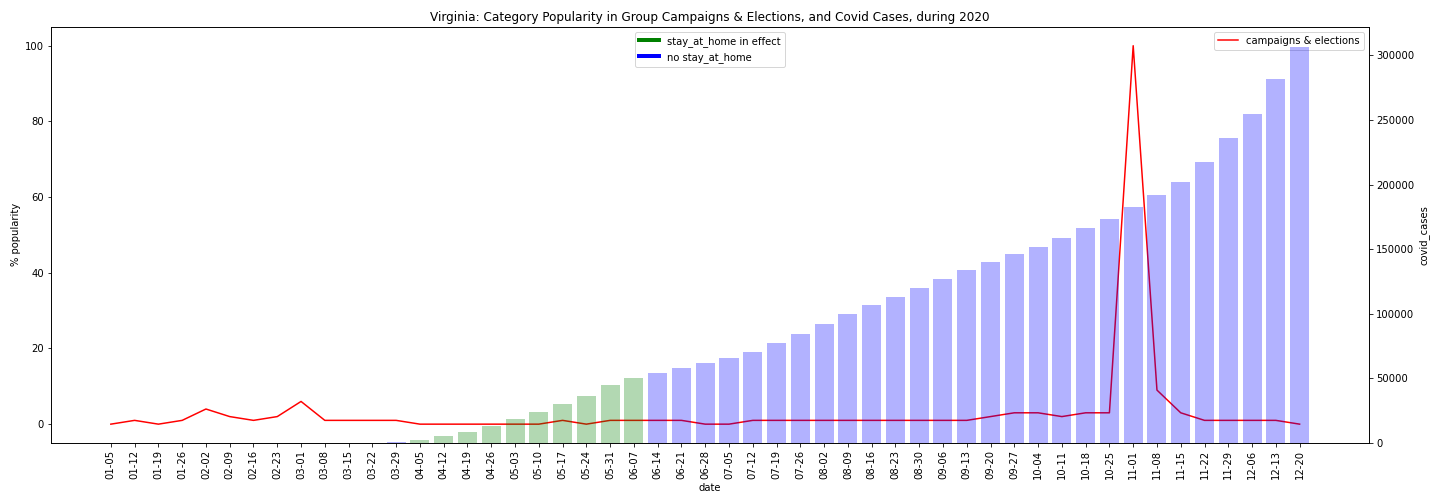 Virginia: Category Popularity in Group Campaigns & Elections, and Covid Cases, during 2020
stay_at_home in effect
no stay_at_home
campaigns & elections
% popularity
100
80
60
40
20
0
covid_cases
300000
250000
200000
150000
100000
50000
0
01-05 01-12 01-19 01-26 02-02 02-09 02-16 02-23 03-01 03-08 03-15 03-22 03-29 04-05 04-12 04-19 04-26 05-03 05-10 05-17 05-24 05-31 06-07 06-14 06-21 06-28 07-05 07-12 07-19 07-26 08-02 08-09 08-16 08-23 08-30 09-06 09-13 09-20 09-27 10-04 10-11 10-18 10-25 11-01 11-08 11-15 11-22 11-29 12-06 12-13 12-20
date